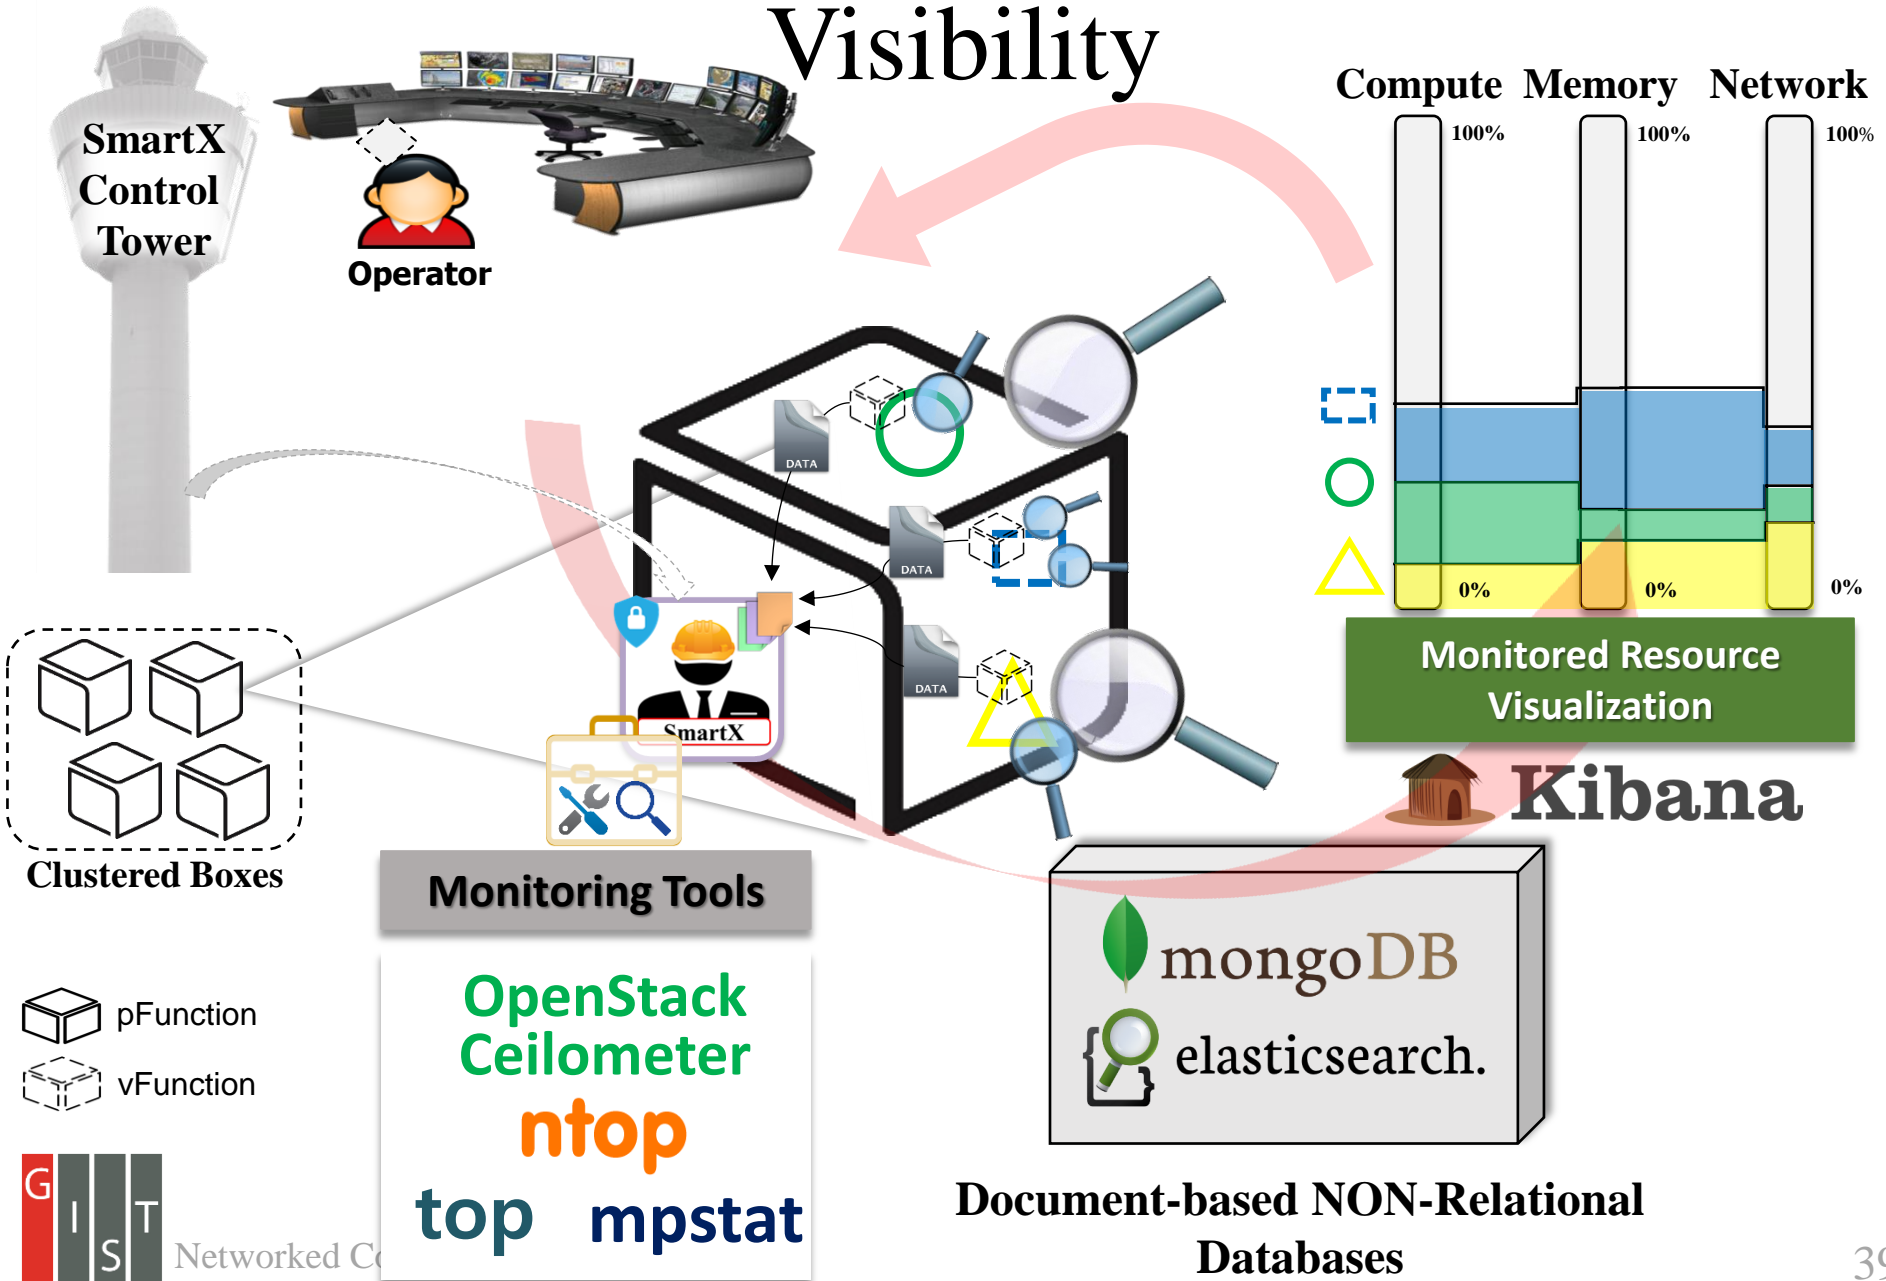 Visibility
SmartX
Control
Tower
Operator
Compute Memory Network
100%
100%
100%
DATA
DATA
DATA
0%
0%
0%
SmartX
Monitored Resource
Visualization
Kibana
Clustered Boxes
Monitoring Tools
OpenStack
Ceilometer
ntop
top mpstat
mongoDB
elasticsearch.
Document-based NON-Relational
Databases
pFunction
vFunction
GIST
Networked
39